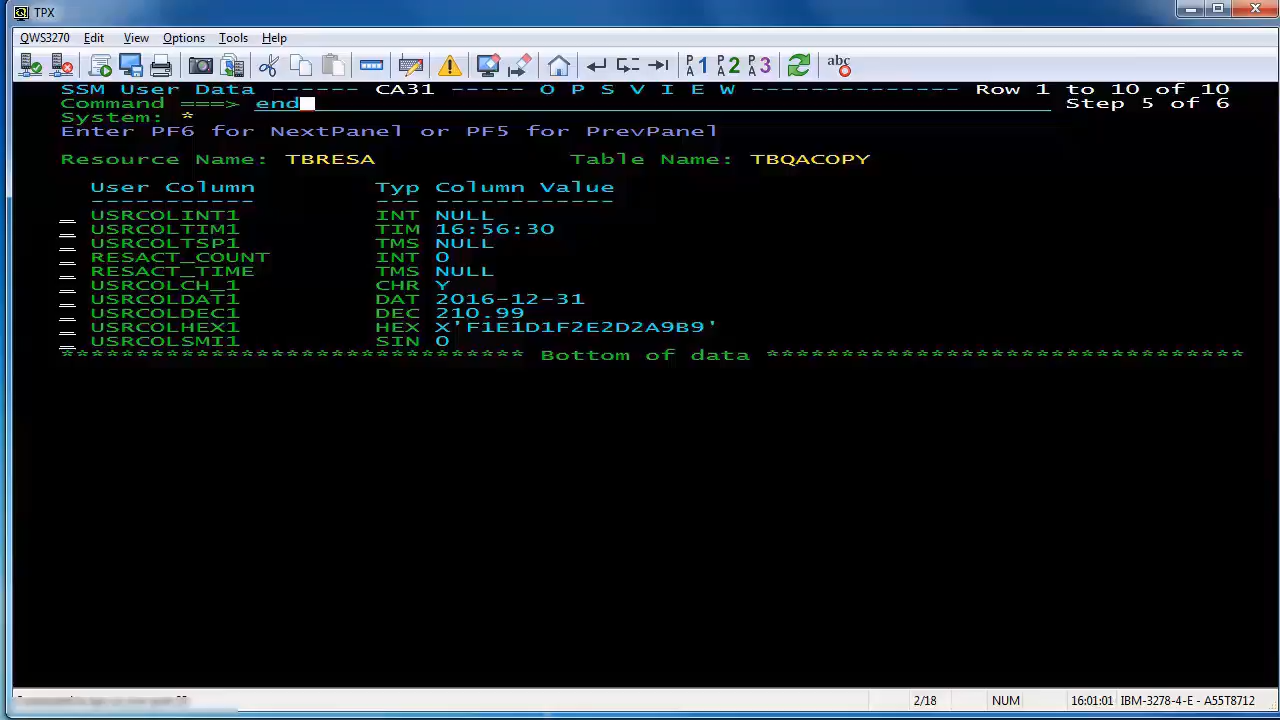 TPX
QWS3270 Edit View Options Tools Help
PA1 PA2 PA3 abc
SSM User Data ------ CA31 ----- O P S V I E W -------------- Row 1 to 10 of 10
Command ===> end Step 5 of 6
System: *
Enter PF6 for NextPanel or PF5 for PrevPanel
Resource Name: TBRESA Table Name: TBQACOPY
User Column Typ Column Value
----------- --- ------------
_ USRCOLINT1 INT NULL
_ USRCOLTIM1 TIM 16:56:30
_ USRCOLTSP1 TMS NULL
_ RESACT_COUNT INT 0
_ RESACT_TIME TMS NULL
_ USRCOLCH_1 CHR Y
_ USRCOLDAT1 DAT 2016-12-31
_ USRCOLDEC1 DEC 210.99
_ USRCOLHEX1 HEX X'F1E1D1F2E2D2A9B9'
_ USRCOLSMI1 SIN 0
******************************* Bottom of data ********************************
2/18 NUM 16:01:01 IBM-3278-4-E - A55T8712